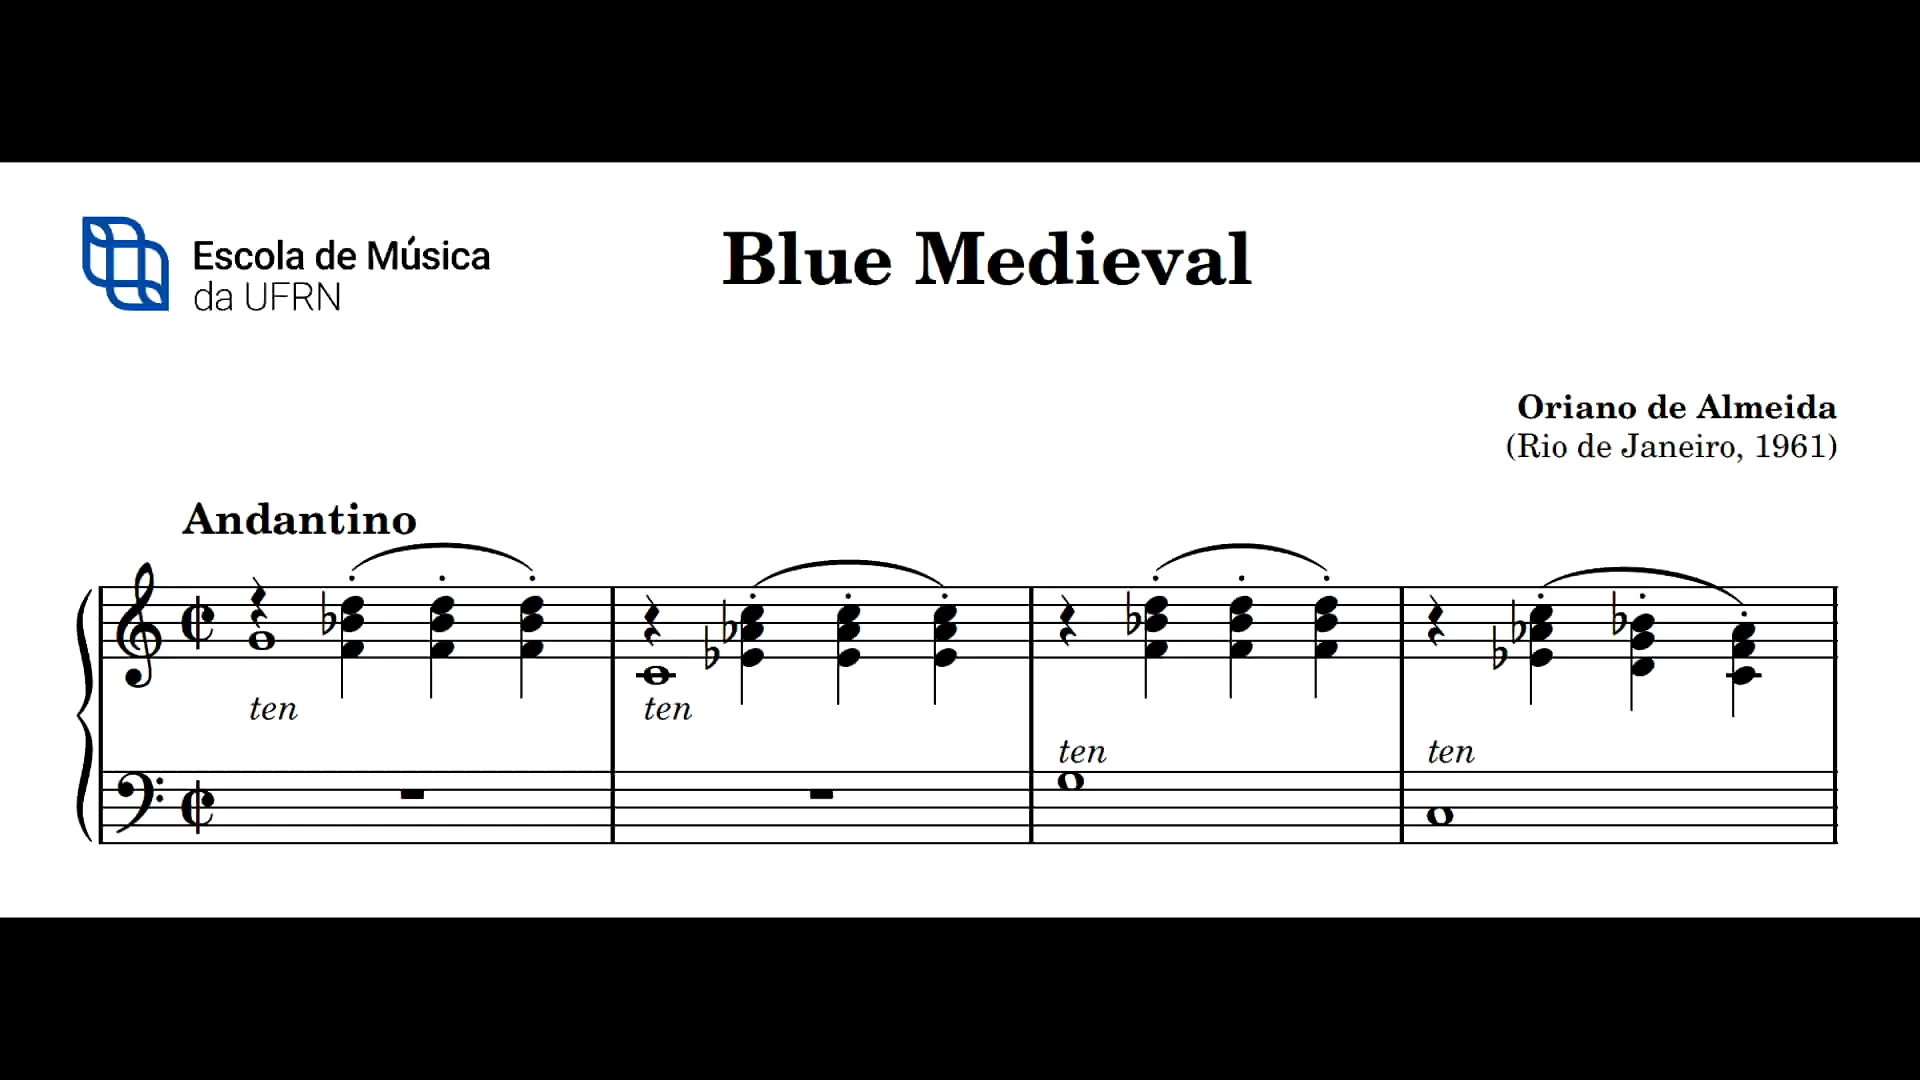 Escola de Música
da UFRN
Blue Medieval
Oriano de Almeida
(Rio de Janeiro, 1961)
Andantino
ten
ten
ten
ten